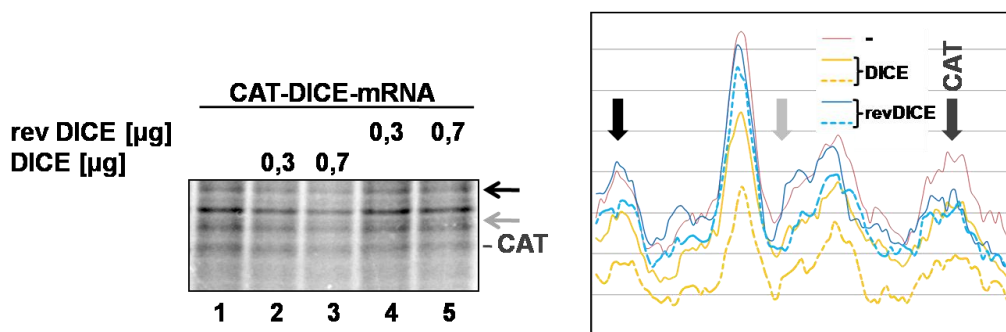 CAT-DICE-mRNA
rev DICE [µg] 0,3 0,7
DICE [µg] 0,3 0,7
- CAT
1 2 3 4 5
-
DICE
revDICE
CAT